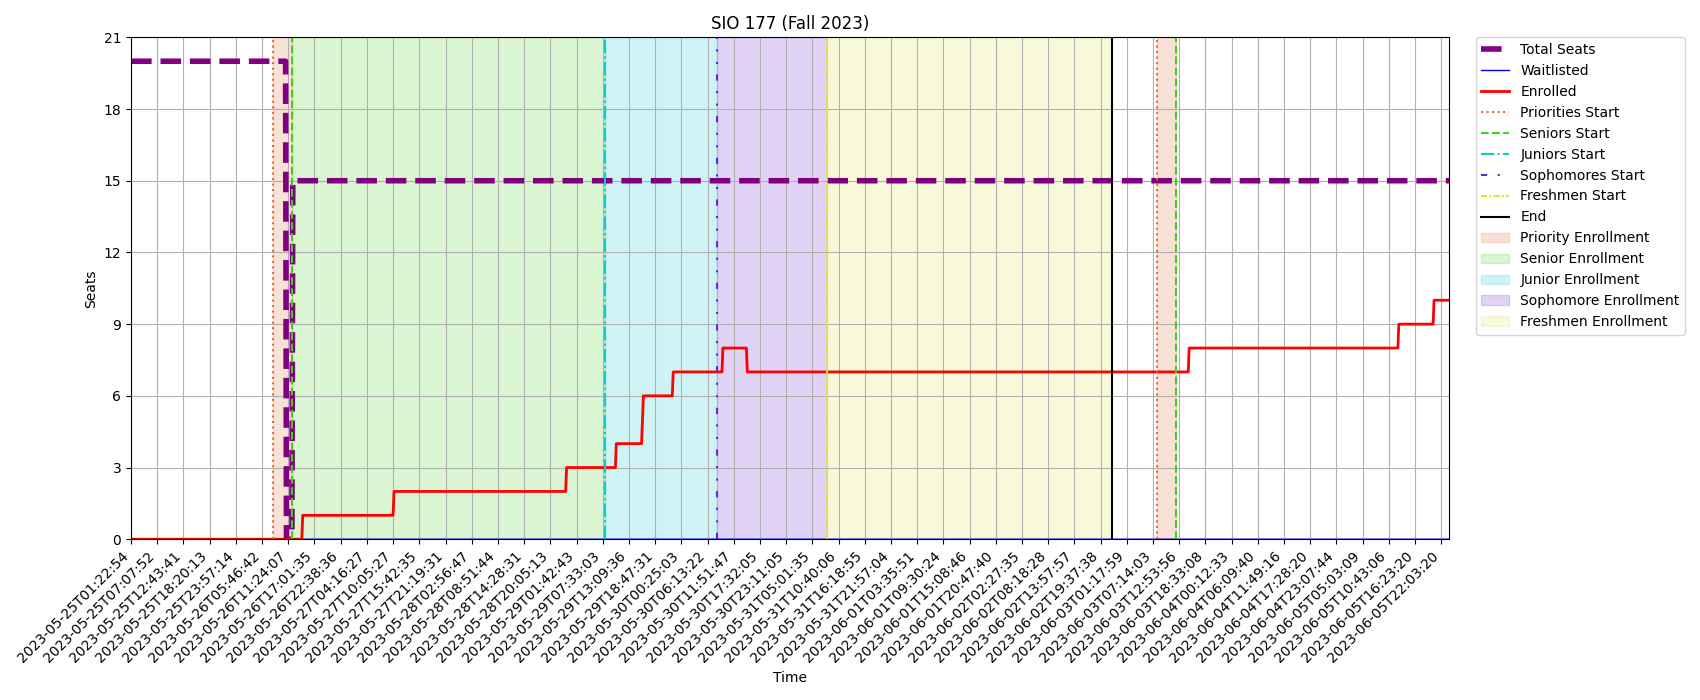 SIO 177 (Fall 2023)
21
18
15
12
9
6
3
0
Seats
2023-05-25T01:22:54
2023-05-25T07:07:52
2023-05-25T12:43:41
2023-05-25T18:20:13
2023-05-25T23:57:14
2023-05-26T05:46:42
2023-05-26T11:24:07
2023-05-26T17:01:35
2023-05-26T22:38:36
2023-05-27T04:16:27
2023-05-27T10:05:27
2023-05-27T15:42:35
2023-05-27T21:19:31
2023-05-28T02:56:47
2023-05-28T08:51:44
2023-05-28T14:28:31
2023-05-28T20:05:13
2023-05-29T01:42:43
2023-05-29T07:33:03
2023-05-29T13:09:36
2023-05-29T18:47:31
2023-05-30T00:25:03
2023-05-30T06:13:22
2023-05-30T11:51:47
2023-05-30T17:32:05
2023-05-30T23:11:05
2023-05-31T05:01:35
2023-05-31T10:40:06
2023-05-31T16:18:55
2023-05-31T21:57:04
2023-06-01T03:35:51
2023-06-01T09:30:24
2023-06-01T15:08:46
2023-06-01T20:47:40
2023-06-02T02:27:35
2023-06-02T08:18:28
2023-06-02T13:57:57
2023-06-02T19:37:38
2023-06-03T01:17:59
2023-06-03T07:14:03
2023-06-03T12:53:56
2023-06-03T18:33:08
2023-06-04T00:12:33
2023-06-04T06:09:40
2023-06-04T11:49:16
2023-06-04T17:28:20
2023-06-04T23:07:44
2023-06-05T05:03:09
2023-06-05T10:43:06
2023-06-05T16:23:20
2023-06-05T22:03:20
Time
Total Seats
Waitlisted
Enrolled
Priorities Start
Seniors Start
Juniors Start
Sophomores Start
Freshmen Start
End
Priority Enrollment
Senior Enrollment
Junior Enrollment
Sophomore Enrollment
Freshmen Enrollment